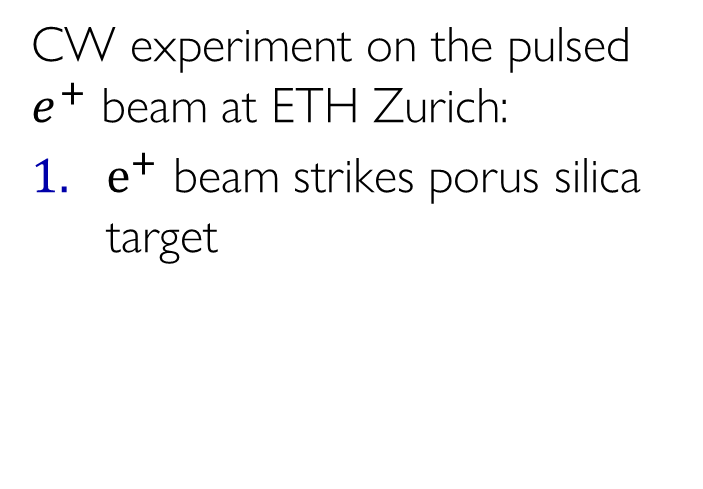 CW experiment on the pulsed
e⁺ beam at ETH Zurich:
1. e⁺ beam strikes porus silica
target